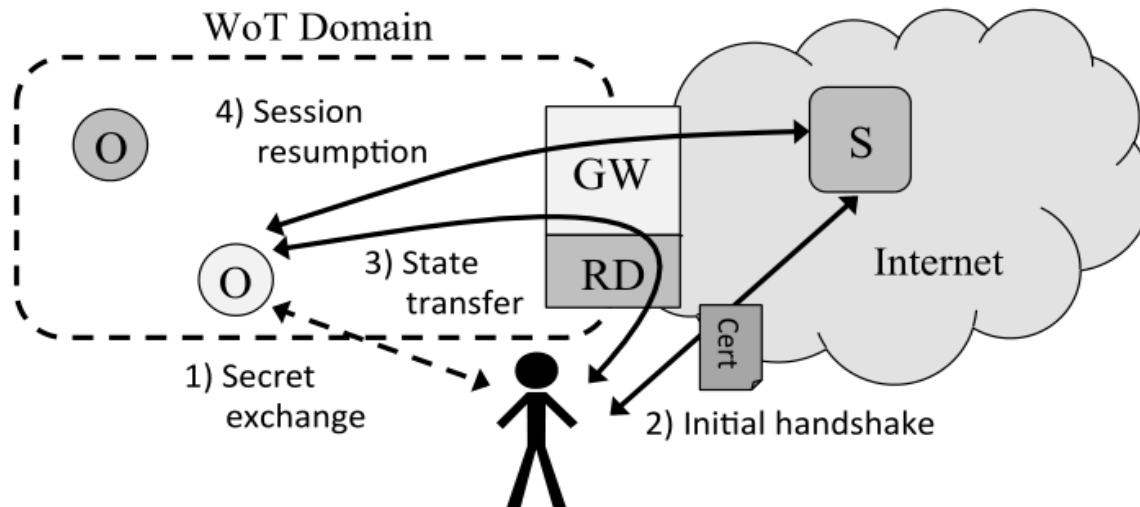 WoT Domain
4) Session
resumption
O
S
GW
O
3) State
transfer
RD
Internet
Cert
1) Secret
exchange
2) Initial handshake